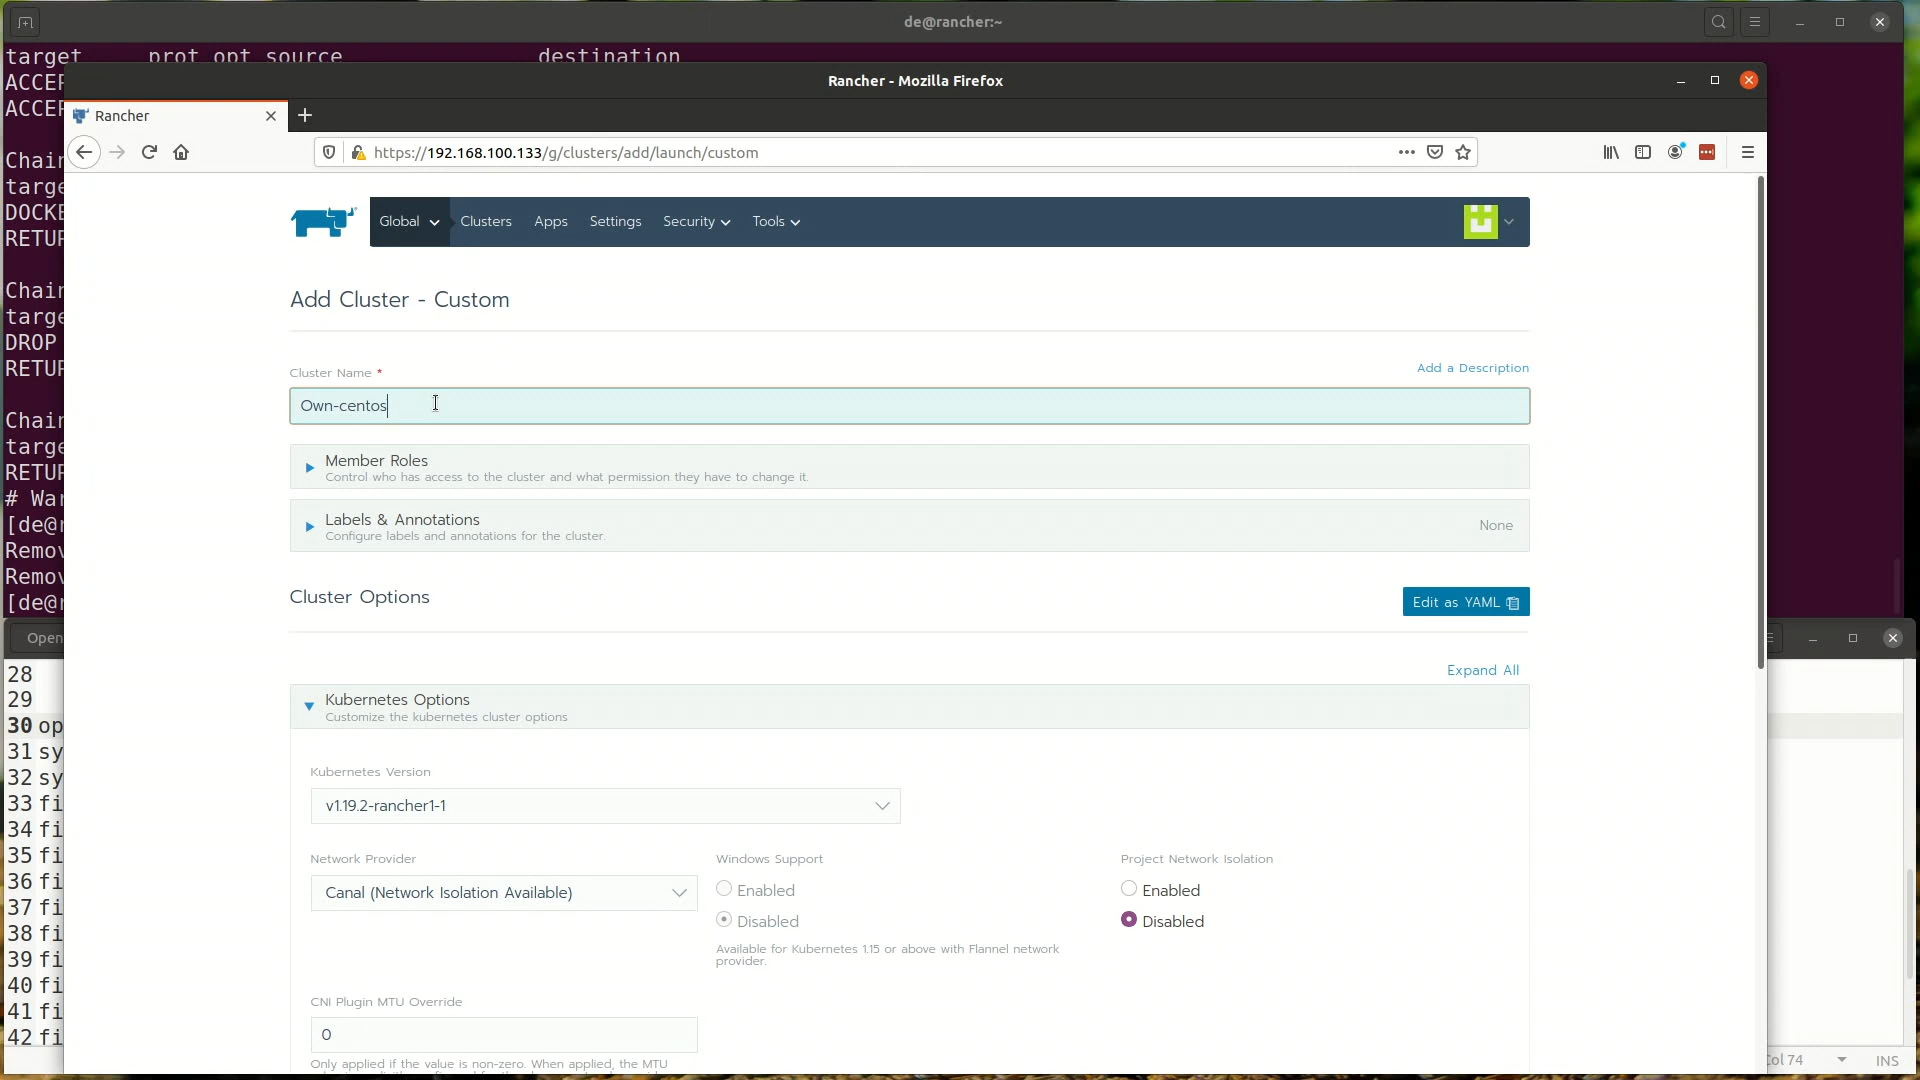 de@rancher:~
target prot opt source destination
ACCEP
ACCEP
Chain
targe
DOCKE
RETUR
Chain
targe
DROP
RETUR
Chain
targe
RETUR
# War
[de@r
Remov
Remov
[de@r
Rancher - Mozilla Firefox
Rancher
https://192.168.100.133/g/clusters/add/launch/custom
Global Clusters Apps Settings Security Tools
Add Cluster - Custom
Cluster Name *
Add a Description
Own-centos
Member Roles
Control who has access to the cluster and what permission they have to change it.
Labels & Annotations
Configure labels and annotations for the cluster.
None
Cluster Options
Edit as YAML
Expand All
Kubernetes Options
Customize the kubernetes cluster options
Kubernetes Version
v1.19.2-rancher1-1
Network Provider
Canal (Network Isolation Available)
Windows Support
Enabled
Disabled
Available for Kubernetes 1.15 or above with Flannel network
provider.
Project Network Isolation
Enabled
Disabled
CNI Plugin MTU Override
0
Only applied if the value is non-zero. When applied, the MTU
Open
28
29
30 op
31 sy
32 sy
33 fi
34 fi
35 fi
36 fi
37 fi
38 fi
39 fi
40 fi
41 fi
42 fi
Col 74
INS